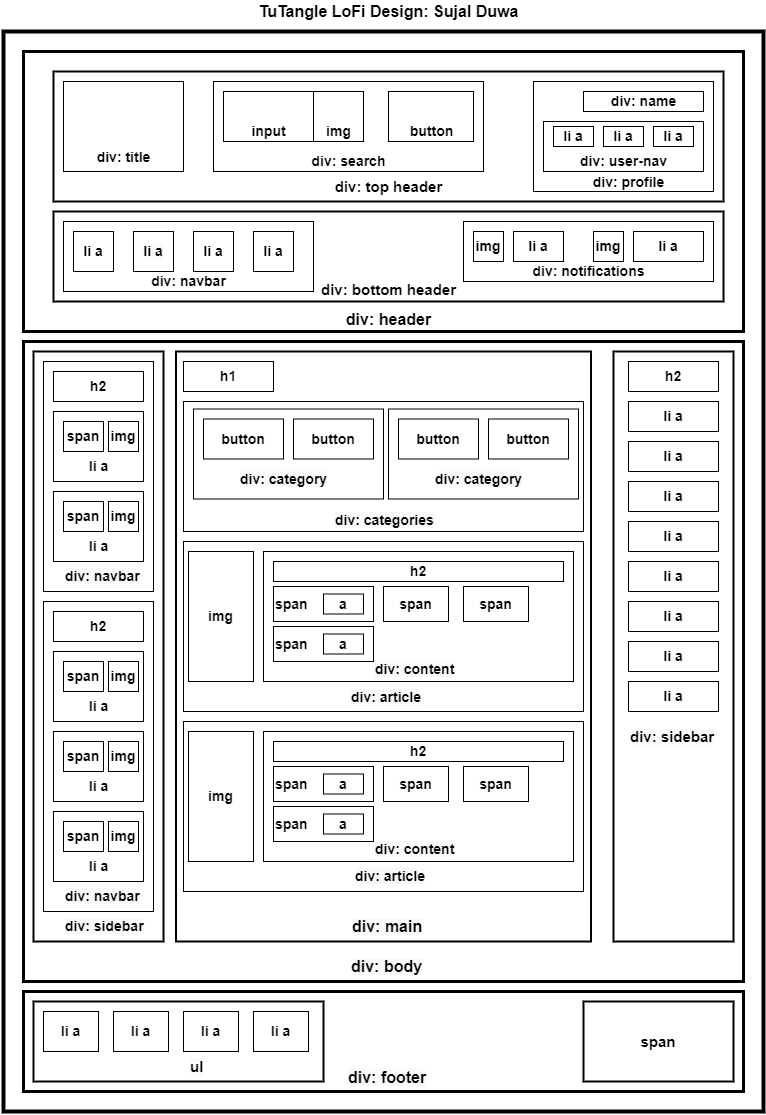 TuTangle LoFi Design: Sujal Duwa
div: title
input
img
button
div: search
div: name
li a
li a
li a
div: user-nav
div: profile
div: top header
li a
li a
li a
li a
div: navbar
img
li a
img
li a
div: notifications
div: bottom header
div: header
h2
span
img
li a
span
img
li a
div: navbar
h2
span
img
li a
span
img
li a
span
img
li a
div: navbar
div: sidebar
h1
button
button
div: category
button
button
div: category
div: categories
img
h2
span
a
span
span
span
a
div: content
div: article
img
h2
span
a
span
span
span
a
div: content
div: article
div: main
h2
li a
li a
li a
li a
li a
li a
li a
li a
div: sidebar
div: body
li a
li a
li a
li a
ul
span
div: footer